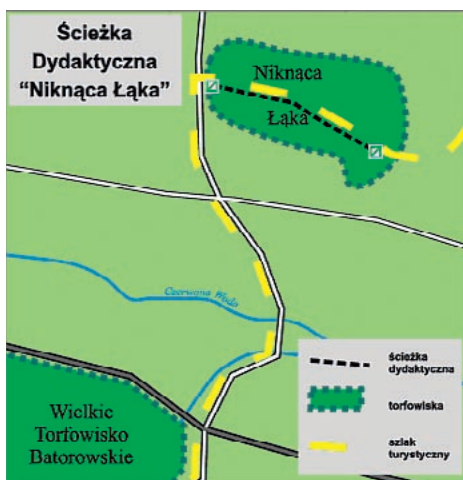 Ścieżka
Dydaktyczna
“Niknąca Łąka”
Niknąca
Łąka
Czerwona Woda
ścieżka
dydaktyczna
torfowiska
szlak
turystyczny
Wielkie
Torfowisko
Batorowskie